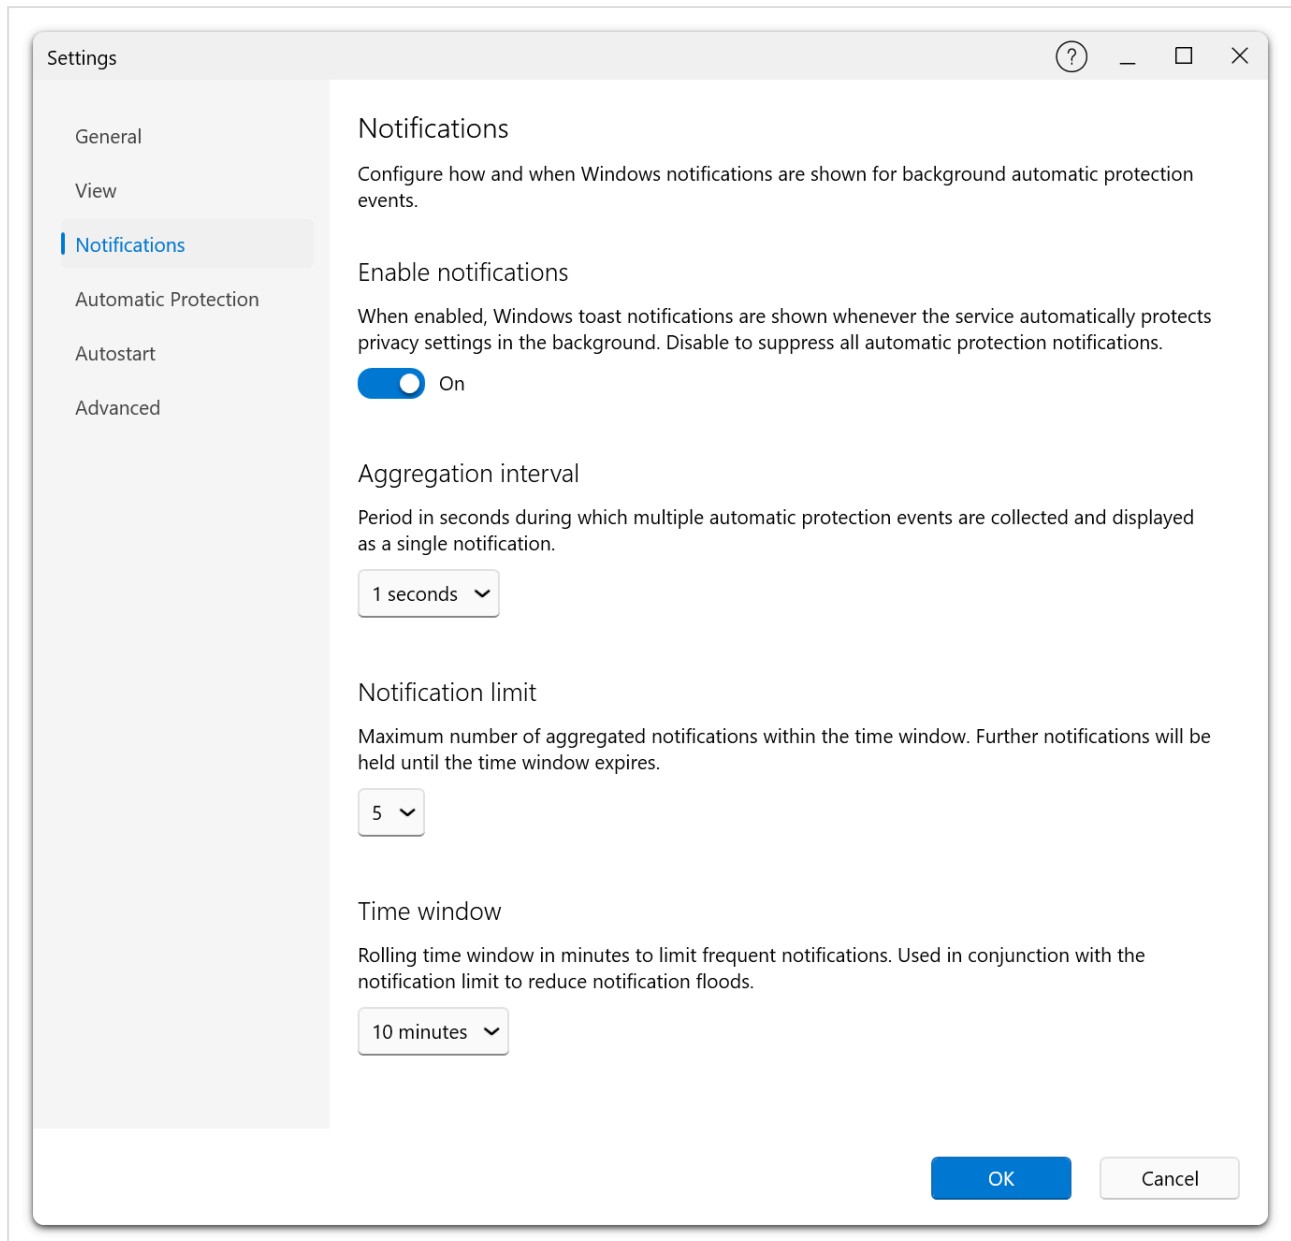 Settings
General
View
Notifications
Automatic Protection
Autostart
Advanced
Notifications
Configure how and when Windows notifications are shown for background automatic protection
events.
Enable notifications
When enabled, Windows toast notifications are shown whenever the service automatically protects
privacy settings in the background. Disable to suppress all automatic protection notifications.
On
Aggregation interval
Period in seconds during which multiple automatic protection events are collected and displayed
as a single notification.
1 seconds
Notification limit
Maximum number of aggregated notifications within the time window. Further notifications will be
held until the time window expires.
5
Time window
Rolling time window in minutes to limit frequent notifications. Used in conjunction with the
notification limit to reduce notification floods.
10 minutes
OK
Cancel